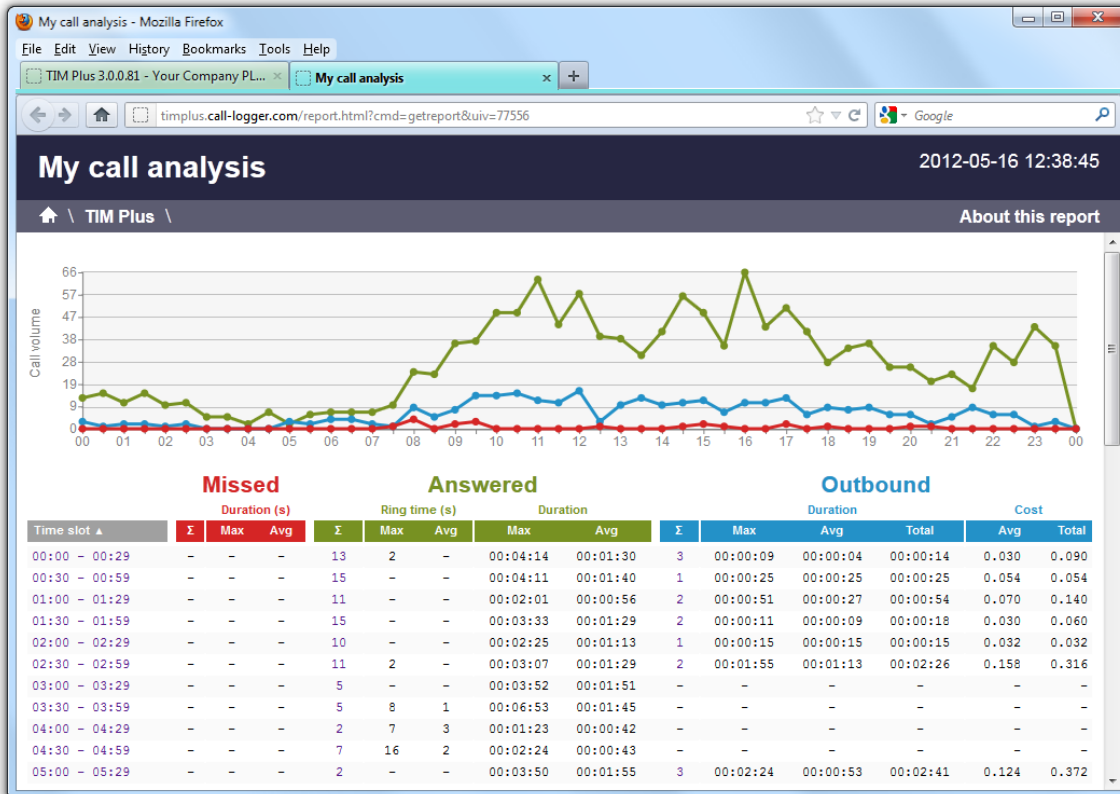 My call analysis - Mozilla Firefox
File Edit View History Bookmarks Tools Help
TIM Plus 3.0.0.81 - Your Company PL... × My call analysis × +
timplus.call-logger.com/report.html?cmd=getreport&uiv=77556 Google
My call analysis 2012-05-16 12:38:45
\ TIM Plus \ About this report
Call volume
66
57
47
38
28
19
9
0
00 01 02 03 04 05 06 07 08 09 10 11 12 13 14 15 16 17 18 19 20 21 22 23 00
Missed Answered Outbound
Duration (s) Ring time (s) Duration Duration Cost
Time slot ▲ Σ Max Avg Σ Max Avg Max Avg Σ Max Avg Total Avg Total
00:00 - 00:29 - - - 13 2 - 00:04:14 00:01:30 3 00:00:09 00:00:04 00:00:14 0.030 0.090
00:30 - 00:59 - - - 15 - - 00:04:11 00:01:40 1 00:00:25 00:00:25 00:00:25 0.054 0.054
01:00 - 01:29 - - - 11 - - 00:02:01 00:00:56 2 00:00:51 00:00:27 00:00:54 0.070 0.140
01:30 - 01:59 - - - 15 - - 00:03:33 00:01:29 2 00:00:11 00:00:09 00:00:18 0.030 0.060
02:00 - 02:29 - - - 10 - - 00:02:25 00:01:13 1 00:00:15 00:00:15 00:00:15 0.032 0.032
02:30 - 02:59 - - - 11 2 - 00:03:07 00:01:29 2 00:01:55 00:01:13 00:02:26 0.158 0.316
03:00 - 03:29 - - - 5 - - 00:03:52 00:01:51 - - - - - -
03:30 - 03:59 - - - 5 8 1 00:06:53 00:01:45 - - - - - -
04:00 - 04:29 - - - 2 7 3 00:01:23 00:00:42 - - - - - -
04:30 - 04:59 - - - 7 16 2 00:02:24 00:00:43 - - - - - -
05:00 - 05:29 - - - 2 - - 00:03:50 00:01:55 3 00:02:24 00:00:53 00:02:41 0.124 0.372